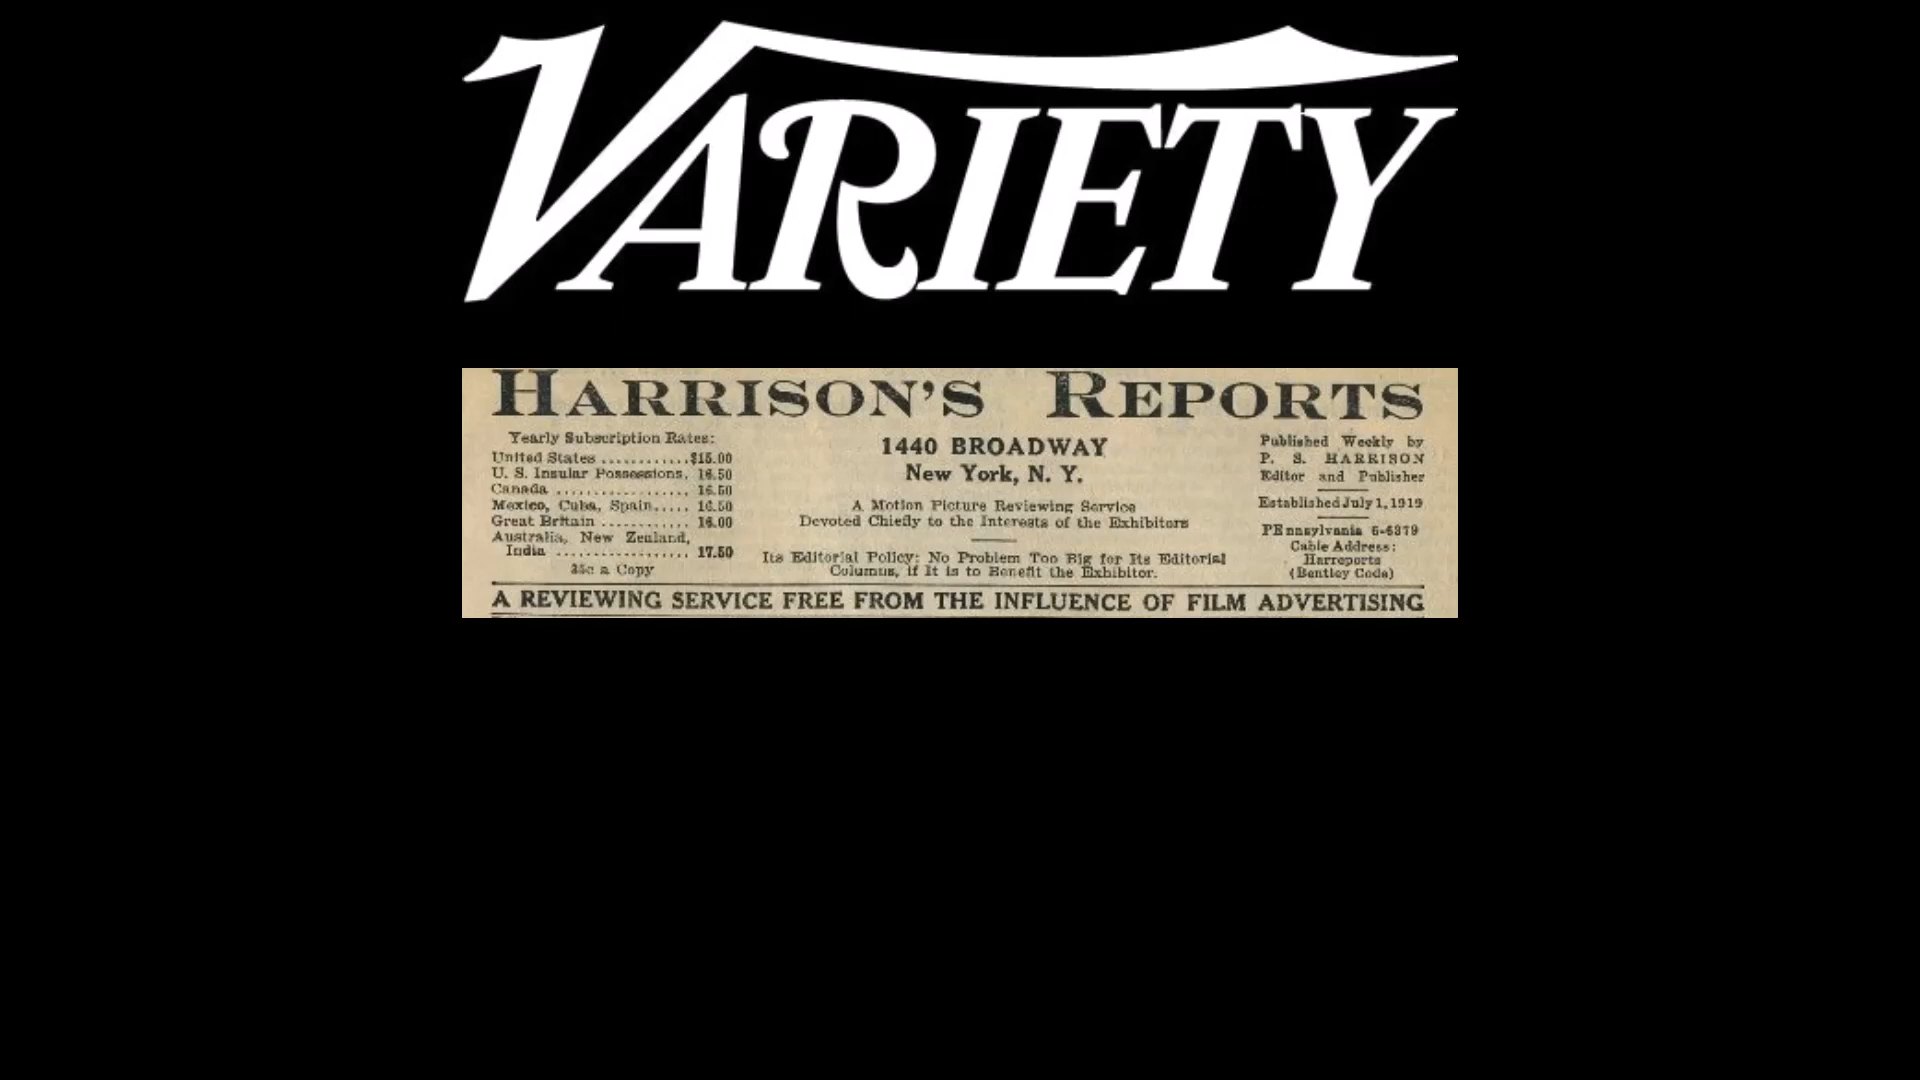 VARIETY
HARRISON'S REPORTS
Yearly Subscription Rates:
United States ............$15.00
U. S. Insular Possessions. 16.50
Canada .................. 16.50
Mexico, Cuba, Spain..... 16.50
Great Britain ............ 16.00
Australia, New Zealand,
India .................. 17.50
35c a Copy
1440 BROADWAY
New York, N. Y.
A Motion Picture Reviewing Service
Devoted Chiefly to the Interests of the Exhibitors
Its Editorial Policy: No Problem Too Big for Its Editorial
Columns, if It is to Benefit the Exhibitor.
Published Weekly by
P. S. HARRISON
Editor and Publisher
Established July 1, 1919
PEnnsylvania 6-6379
Cable Address:
Harreports
(Bentley Code)
A REVIEWING SERVICE FREE FROM THE INFLUENCE OF FILM ADVERTISING